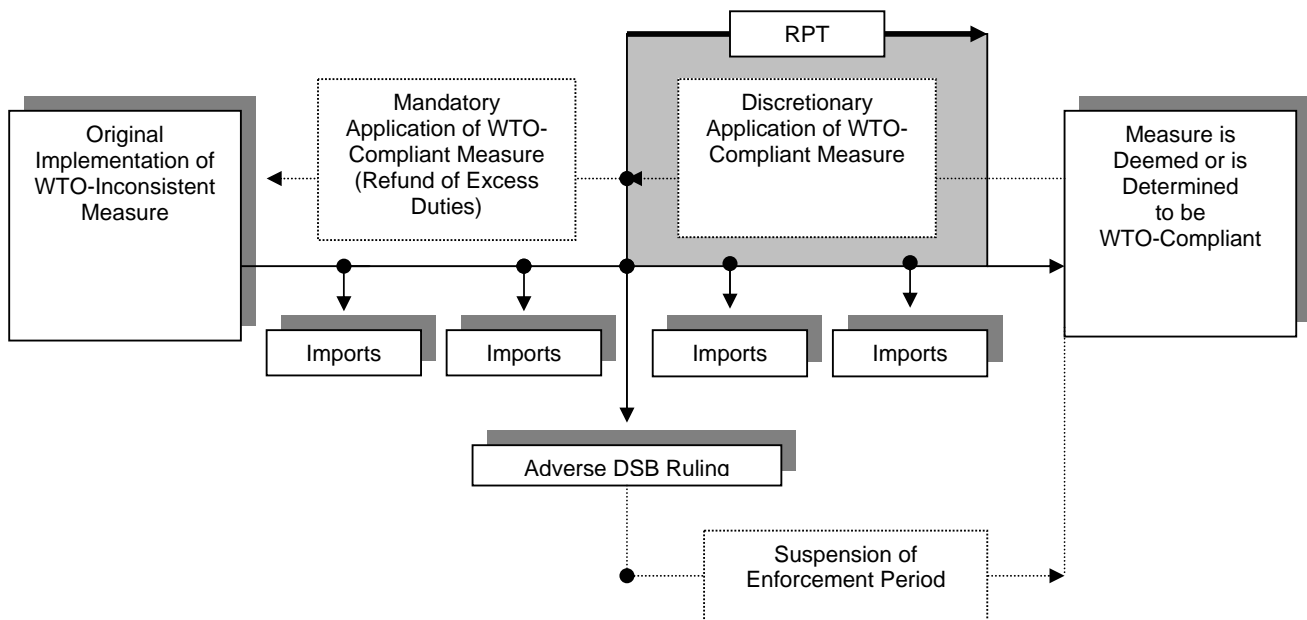 RPT
Mandatory
Application of WTO-
Compliant Measure
(Refund of Excess
Duties)
Discretionary
Application of WTO-
Compliant Measure
Original
Implementation of
WTO-Inconsistent
Measure
Measure is
Deemed or is
Determined
to be
WTO-Compliant
Imports
Imports
Imports
Imports
Adverse DSB Ruling
Suspension of
Enforcement Period